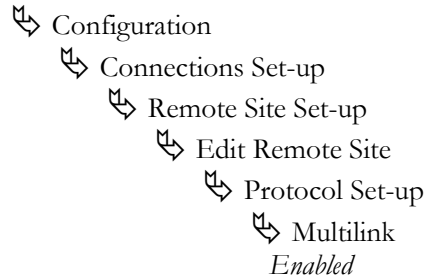 Configuration
Connections Set-up
Remote Site Set-up
Edit Remote Site
Protocol Set-up
Multilink
Enabled